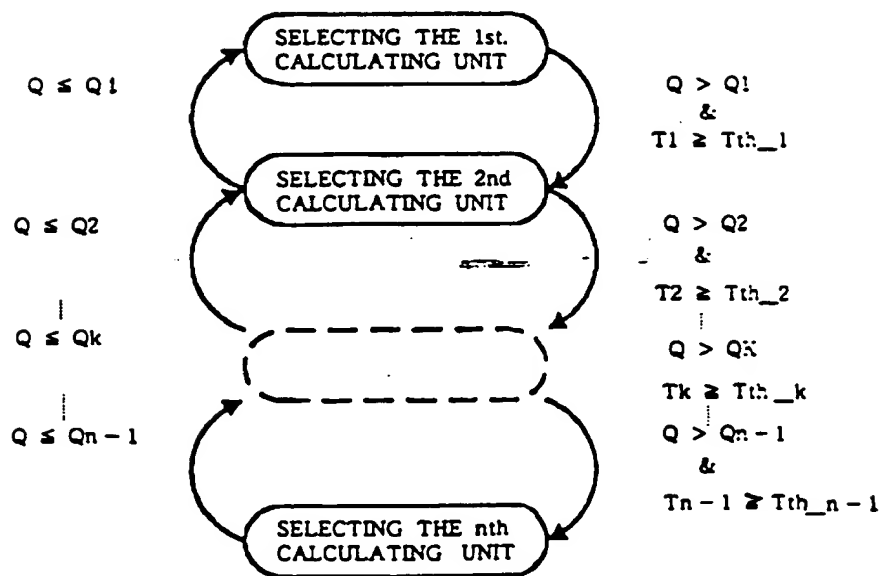 SELECTING THE 1st.
CALCULATING UNIT
Q ≤ Q1
Q > Q1
&
T1 ≧ Tth_1
SELECTING THE 2nd
CALCULATING UNIT
Q ≤ Q2
Q > Q2
&
T2 ≧ Tth_2
Q ≤ Qk
Q > QK
Tk ≧ Tth_k
Q ≤ Qn-1
Q > Qn-1
&
Tn-1 ≧ Tth_n-1
SELECTING THE nth
CALCULATING UNIT